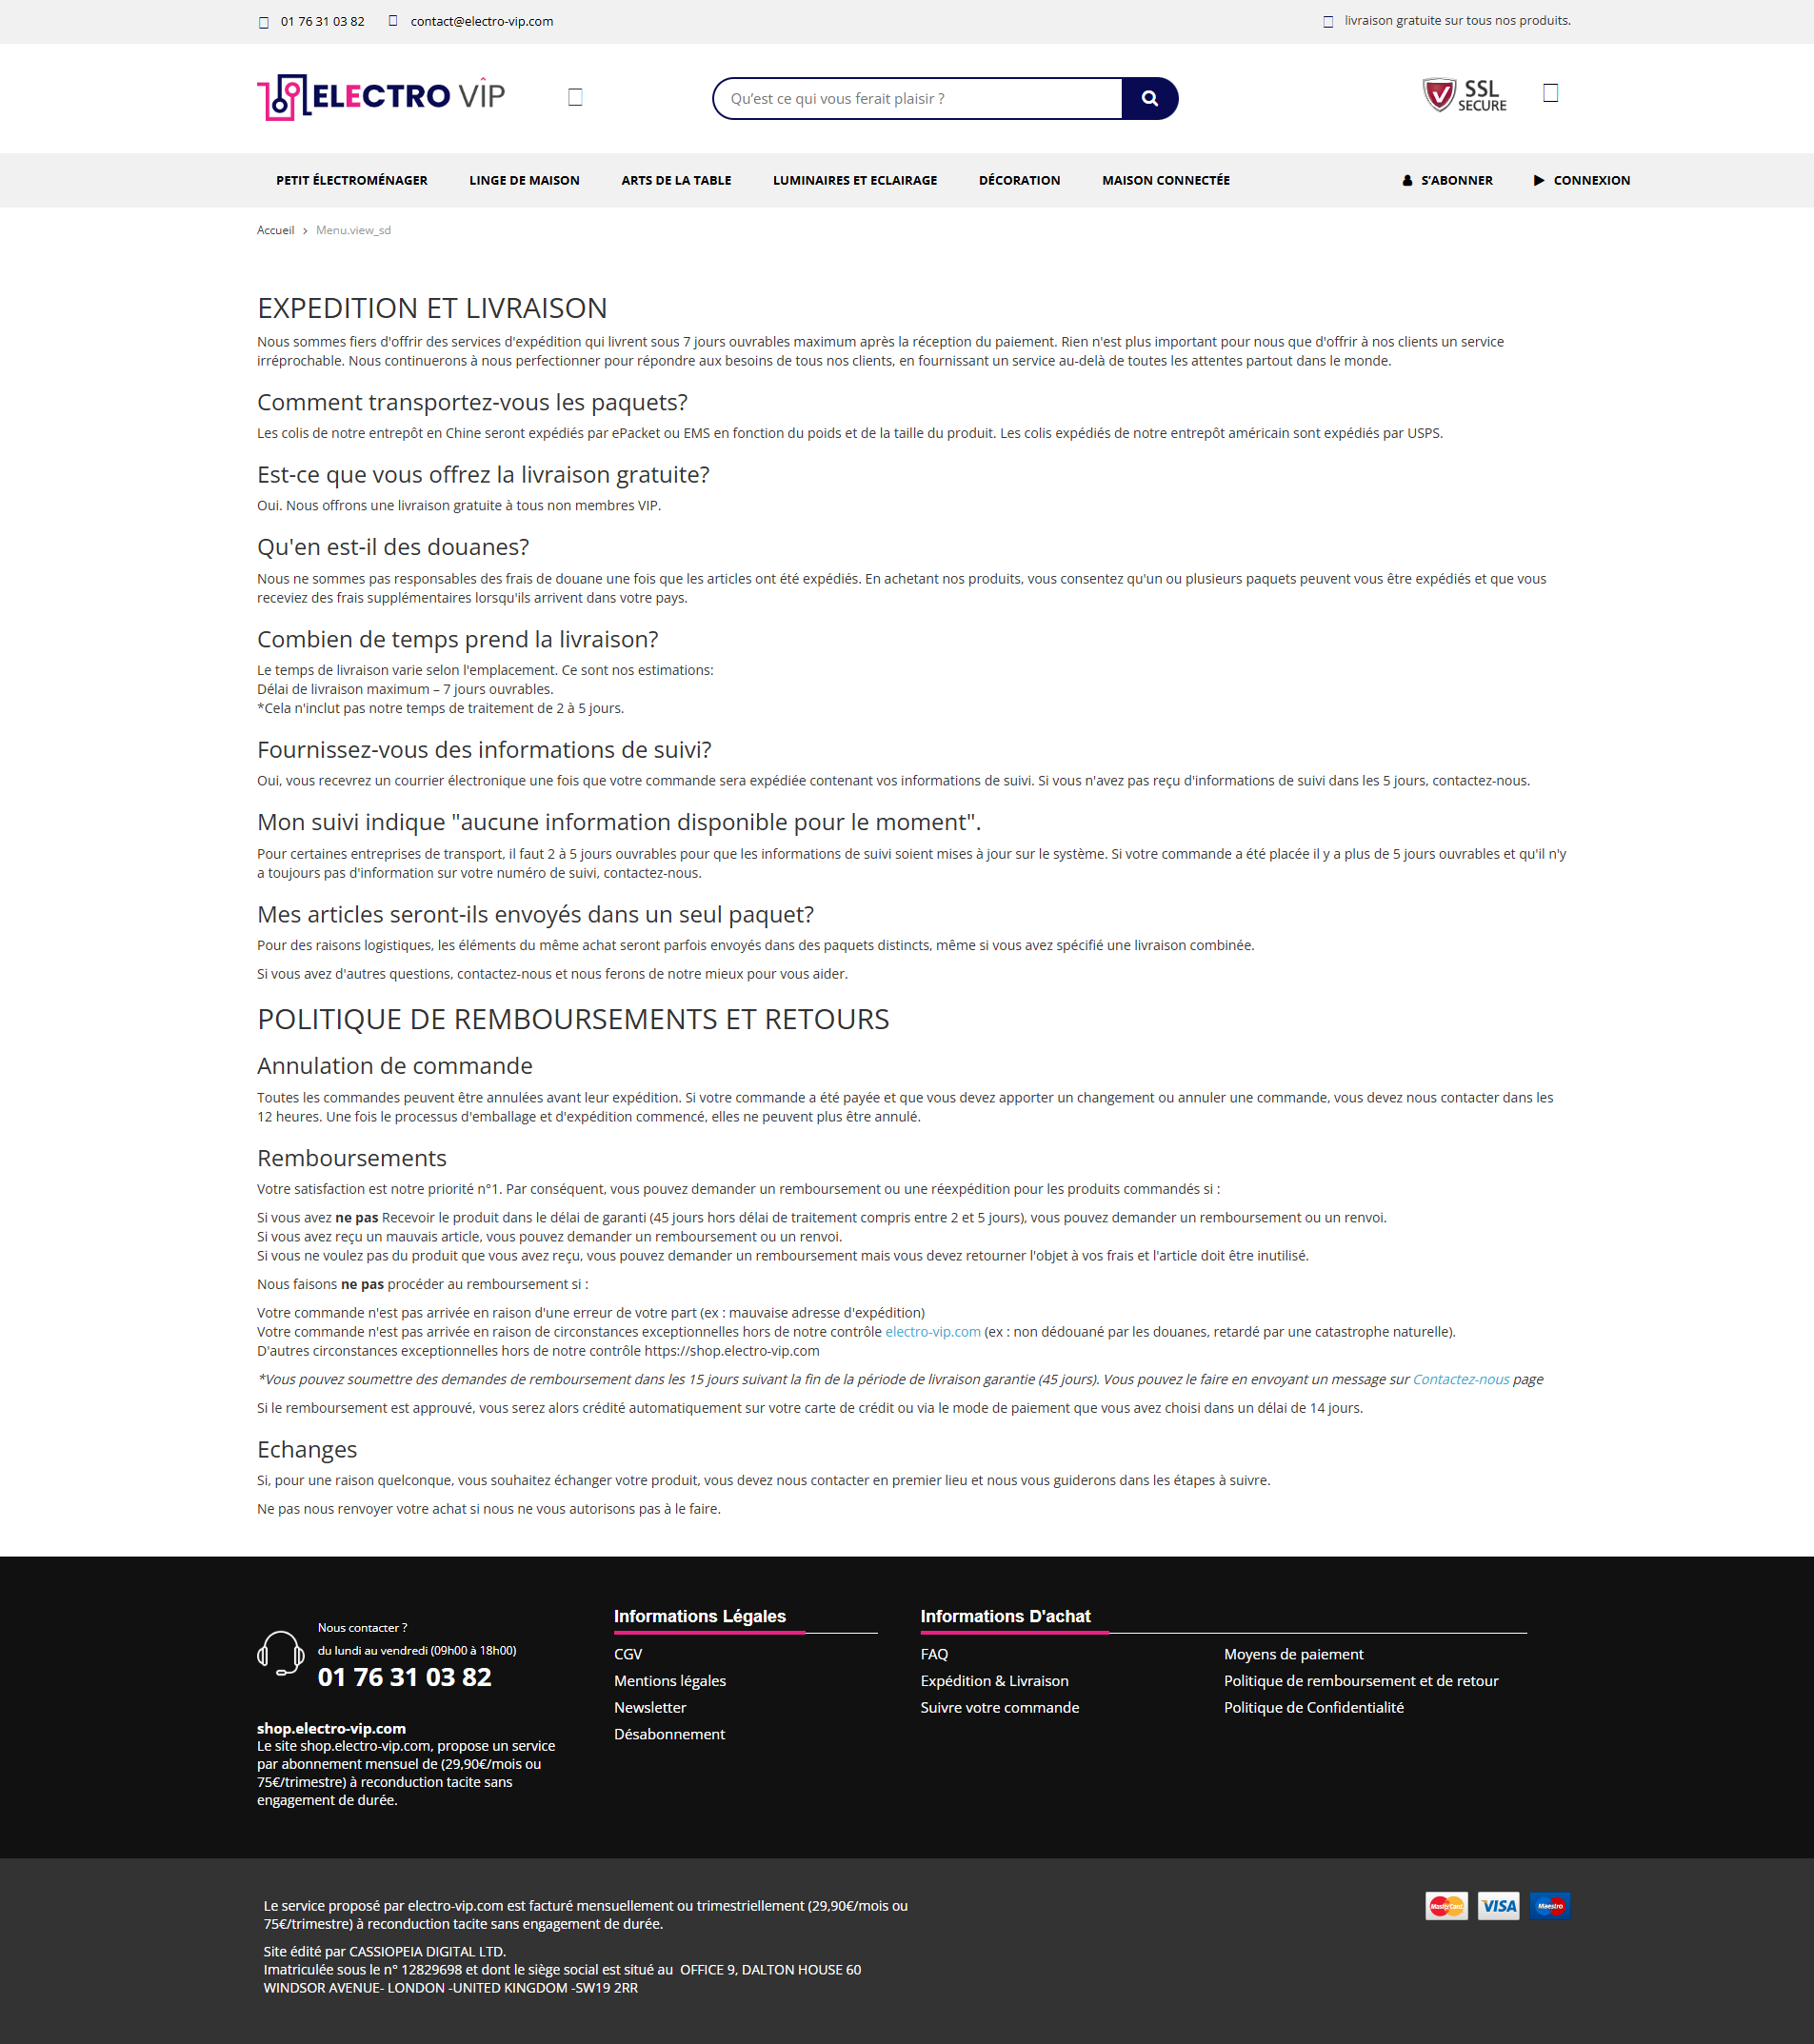 01 76 31 03 82 contact@electro-vip.com livraison gratuite sur tous nos produits.
ELECTRO VIP Qu’est ce qui vous ferait plaisir ? SSL SECURE
PETIT ÉLECTROMÉNAGER LINGE DE MAISON ARTS DE LA TABLE LUMINAIRES ET ECLAIRAGE DÉCORATION MAISON CONNECTÉE S’ABONNER CONNEXION
Accueil > Menu.view_sd
EXPEDITION ET LIVRAISON
Nous sommes fiers d'offrir des services d'expédition qui livrent sous 7 jours ouvrables maximum après la réception du paiement. Rien n'est plus important pour nous que d'offrir à nos clients un service
irréprochable. Nous continuerons à nous perfectionner pour répondre aux besoins de tous nos clients, en fournissant un service au-delà de toutes les attentes partout dans le monde.
Comment transportez-vous les paquets?
Les colis de notre entrepôt en Chine seront expédiés par ePacket ou EMS en fonction du poids et de la taille du produit. Les colis expédiés de notre entrepôt américain sont expédiés par USPS.
Est-ce que vous offrez la livraison gratuite?
Oui. Nous offrons une livraison gratuite à tous non membres VIP.
Qu'en est-il des douanes?
Nous ne sommes pas responsables des frais de douane une fois que les articles ont été expédiés. En achetant nos produits, vous consentez qu'un ou plusieurs paquets peuvent vous être expédiés et que vous
receviez des frais supplémentaires lorsqu'ils arrivent dans votre pays.
Combien de temps prend la livraison?
Le temps de livraison varie selon l'emplacement. Ce sont nos estimations:
Délai de livraison maximum – 7 jours ouvrables.
*Cela n'inclut pas notre temps de traitement de 2 à 5 jours.
Fournissez-vous des informations de suivi?
Oui, vous recevrez un courrier électronique une fois que votre commande sera expédiée contenant vos informations de suivi. Si vous n'avez pas reçu d'informations de suivi dans les 5 jours, contactez-nous.
Mon suivi indique "aucune information disponible pour le moment".
Pour certaines entreprises de transport, il faut 2 à 5 jours ouvrables pour que les informations de suivi soient mises à jour sur le système. Si votre commande a été placée il y a plus de 5 jours ouvrables et qu'il n'y
a toujours pas d'information sur votre numéro de suivi, contactez-nous.
Mes articles seront-ils envoyés dans un seul paquet?
Pour des raisons logistiques, les éléments du même achat seront parfois envoyés dans des paquets distincts, même si vous avez spécifié une livraison combinée.
Si vous avez d'autres questions, contactez-nous et nous ferons de notre mieux pour vous aider.
POLITIQUE DE REMBOURSEMENTS ET RETOURS
Annulation de commande
Toutes les commandes peuvent être annulées avant leur expédition. Si votre commande a été payée et que vous devez apporter un changement ou annuler une commande, vous devez nous contacter dans les
12 heures. Une fois le processus d'emballage et d'expédition commencé, elles ne peuvent plus être annulé.
Remboursements
Votre satisfaction est notre priorité n°1. Par conséquent, vous pouvez demander un remboursement ou une réexpédition pour les produits commandés si :
Si vous avez ne pas Recevoir le produit dans le délai de garanti (45 jours hors délai de traitement compris entre 2 et 5 jours), vous pouvez demander un remboursement ou un renvoi.
Si vous avez reçu un mauvais article, vous pouvez demander un remboursement ou un renvoi.
Si vous ne voulez pas du produit que vous avez reçu, vous pouvez demander un remboursement mais vous devez retourner l'objet à vos frais et l'article doit être inutilisé.
Nous faisons ne pas procéder au remboursement si :
Votre commande n'est pas arrivée en raison d'une erreur de votre part (ex : mauvaise adresse d'expédition)
Votre commande n'est pas arrivée en raison de circonstances exceptionnelles hors de notre contrôle electro-vip.com (ex : non dédouané par les douanes, retardé par une catastrophe naturelle).
D'autres circonstances exceptionnelles hors de notre contrôle https://shop.electro-vip.com
*Vous pouvez soumettre des demandes de remboursement dans les 15 jours suivant la fin de la période de livraison garantie (45 jours). Vous pouvez le faire en envoyant un message sur Contactez-nous page
Si le remboursement est approuvé, vous serez alors crédité automatiquement sur votre carte de crédit ou via le mode de paiement que vous avez choisi dans un délai de 14 jours.
Echanges
Si, pour une raison quelconque, vous souhaitez échanger votre produit, vous devez nous contacter en premier lieu et nous vous guiderons dans les étapes à suivre.
Ne pas nous renvoyer votre achat si nous ne vous autorisons pas à le faire.
Nous contacter ?
du lundi au vendredi (09h00 à 18h00)
01 76 31 03 82
shop.electro-vip.com
Le site shop.electro-vip.com, propose un service
par abonnement mensuel de (29,90€/mois ou
75€/trimestre) à reconduction tacite sans
engagement de durée.
Informations Légales
CGV
Mentions légales
Newsletter
Désabonnement
Informations D'achat
FAQ
Expédition & Livraison
Suivre votre commande
Moyens de paiement
Politique de remboursement et de retour
Politique de Confidentialité
Le service proposé par electro-vip.com est facturé mensuellement ou trimestriellement (29,90€/mois ou
75€/trimestre) à reconduction tacite sans engagement de durée.
Site édité par CASSIOPEIA DIGITAL LTD.
Imatriculée sous le n° 12829698 et dont le siège social est situé au OFFICE 9, DALTON HOUSE 60
WINDSOR AVENUE- LONDON -UNITED KINGDOM -SW19 2RR
MasterCard VISA Maestro